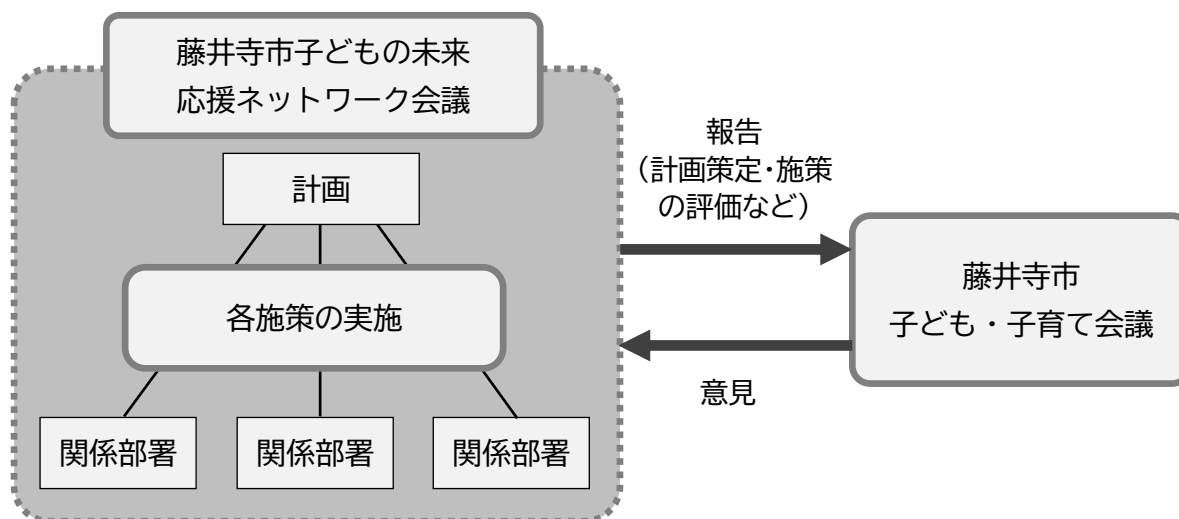 藤井寺市子どもの未来
応援ネットワーク会議
計画
各施策の実施
関係部署
関係部署
関係部署
報告
（計画策定･施策
の評価など）
意見
藤井寺市
子ども・子育て会議